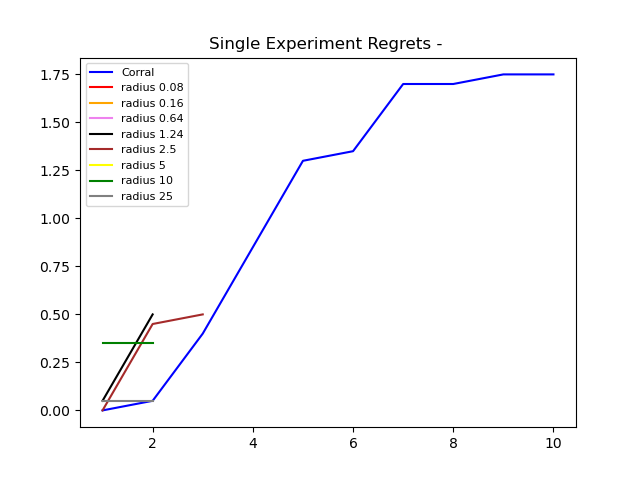 Single Experiment Regrets -
Corral
radius 0.08
radius 0.16
radius 0.64
radius 1.24
radius 2.5
radius 5
radius 10
radius 25
1.75
1.50
1.25
1.00
0.75
0.50
0.25
0.00
2 4 6 8 10